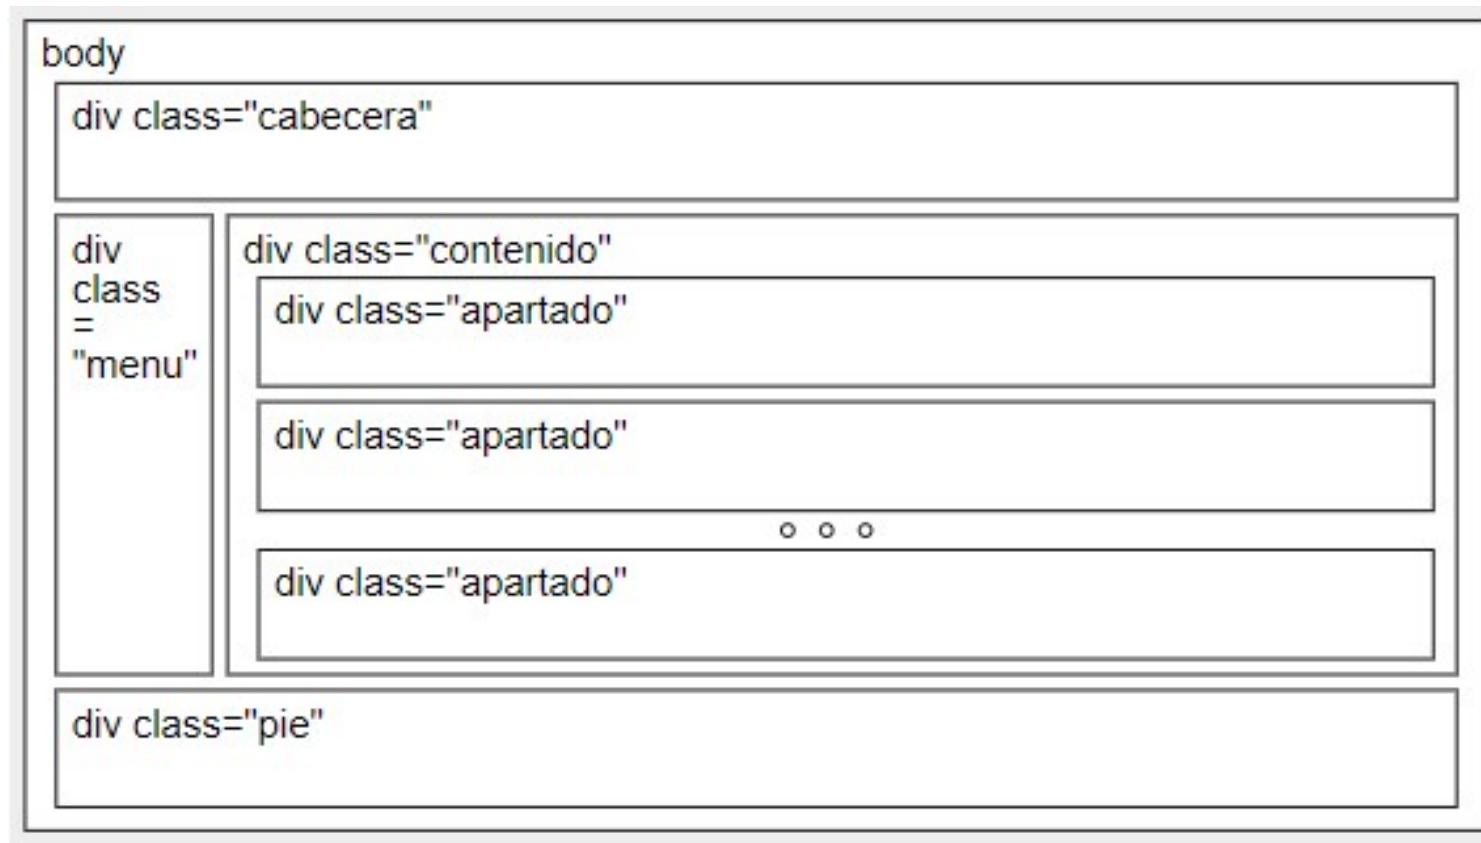 body
div class="cabecera"
div
class
=
"menu"
div class="contenido"
div class="apartado"
div class="apartado"
div class="apartado"
div class="pie"